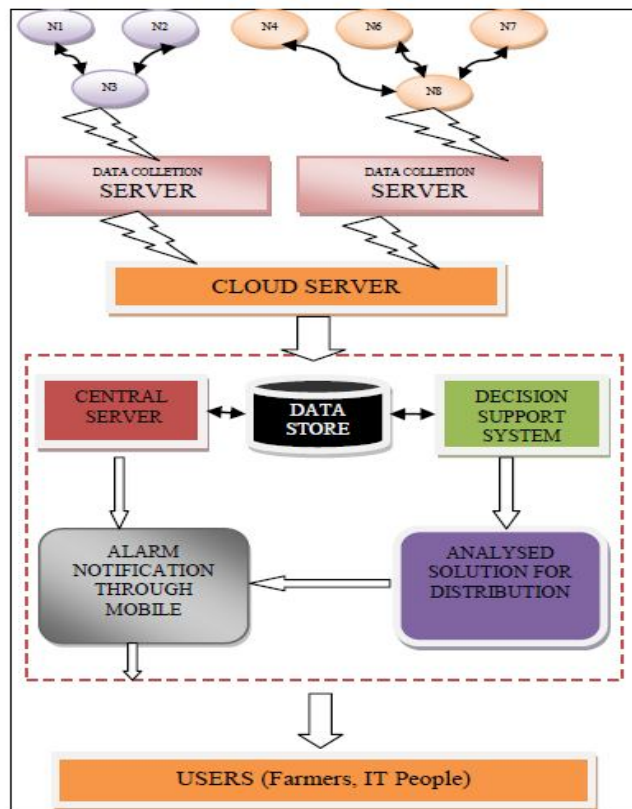 N1
N2
N4
N6
N7
N3
N8
DATA COLLETION
SERVER
DATA COLLETION
SERVER
CLOUD SERVER
CENTRAL
SERVER
DATA
STORE
DECISION
SUPPORT
SYSTEM
ALARM
NOTIFICATION
THROUGH
MOBILE
ANALYSED
SOLUTION FOR
DISTRIBUTION
USERS (Farmers, IT People)